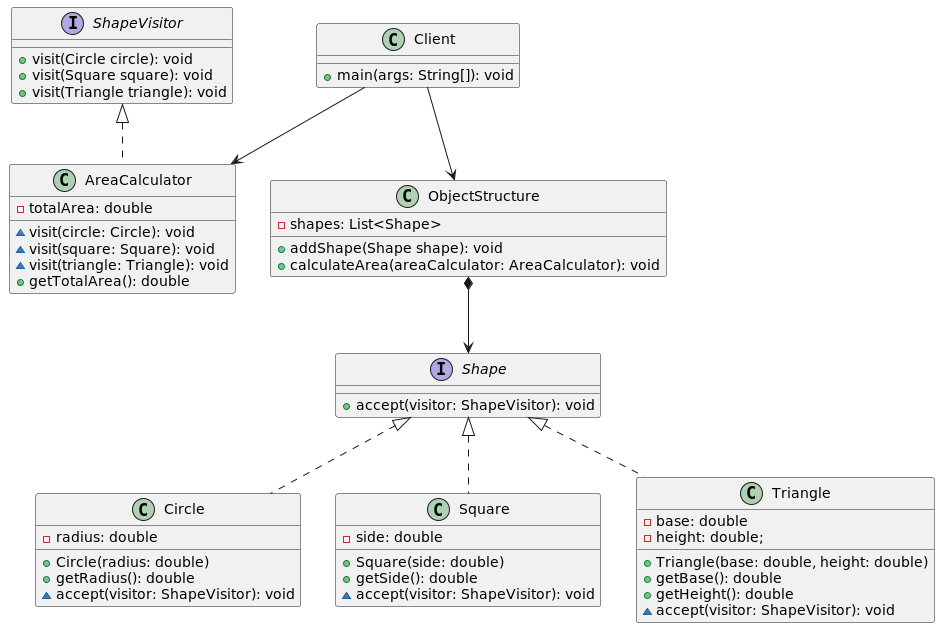 I ShapeVisitor
visit(Circle circle): void
visit(Square square): void
visit(Triangle triangle): void
C Client
main(args: String[]): void
C AreaCalculator
totalArea: double
visit(circle: Circle): void
visit(square: Square): void
visit(triangle: Triangle): void
getTotalArea(): double
C ObjectStructure
shapes: List<Shape>
addShape(Shape shape): void
calculateArea(areaCalculator: AreaCalculator): void
I Shape
accept(visitor: ShapeVisitor): void
C Circle
radius: double
Circle(radius: double)
getRadius(): double
accept(visitor: ShapeVisitor): void
C Square
side: double
Square(side: double)
getSide(): double
accept(visitor: ShapeVisitor): void
C Triangle
base: double
height: double;
Triangle(base: double, height: double)
getBase(): double
getHeight(): double
accept(visitor: ShapeVisitor): void